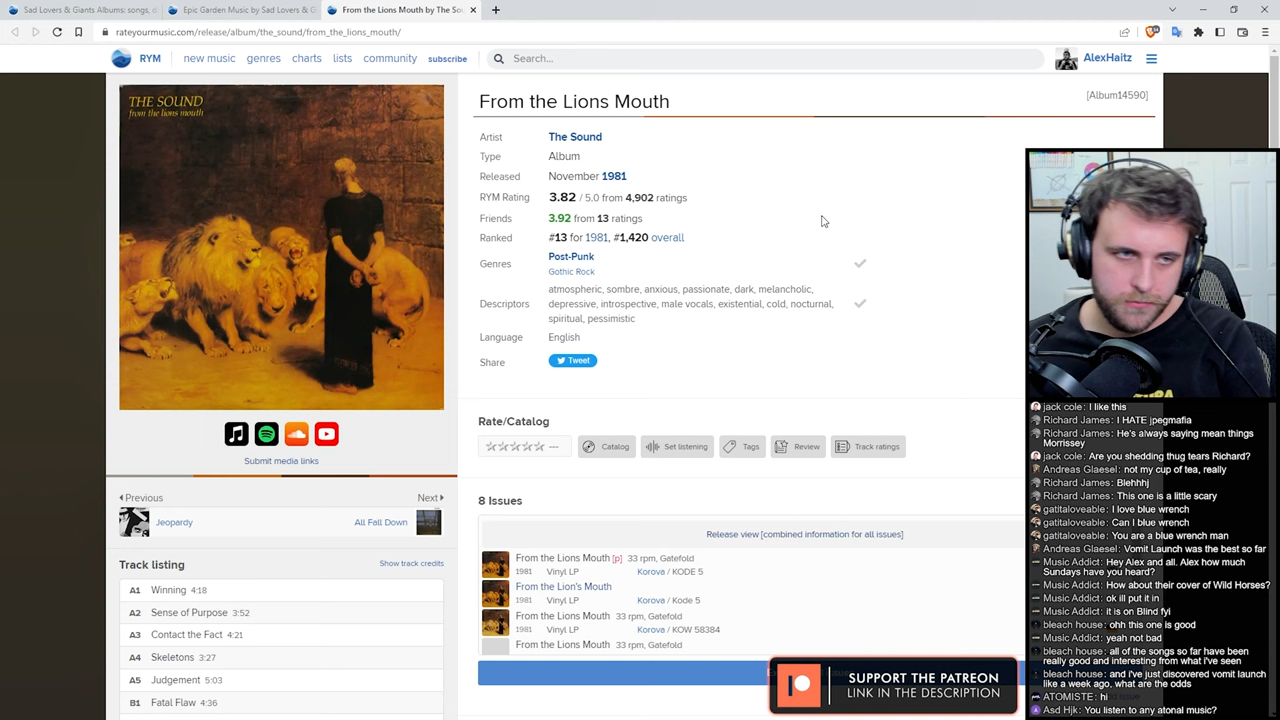 Sad Lovers & Giants Albums: songs, d
Epic Garden Music by Sad Lovers & G
From the Lions Mouth by The Sou
rateyourmusic.com/release/album/the_sound/from_the_lions_mouth/
RYM new music genres charts lists community subscribe Search... AlexHaitz
THE SOUND
from the lions mouth
From the Lions Mouth [Album14590]
Artist The Sound
Type Album
Released November 1981
RYM Rating 3.82 / 5.0 from 4,902 ratings
Friends 3.92 from 13 ratings
Ranked #13 for 1981, #1,420 overall
Genres Post-Punk
Gothic Rock
Descriptors atmospheric, sombre, anxious, passionate, dark, melancholic,
depressive, introspective, male vocals, existential, cold, nocturnal,
spiritual, pessimistic
Language English
Share Tweet
Rate/Catalog
--- Catalog Set listening Tags Review Track ratings
Submit media links
Previous Next
Jeopardy All Fall Down
Track listing Show track credits
A1 Winning 4:18
A2 Sense of Purpose 3:52
A3 Contact the Fact 4:21
A4 Skeletons 3:27
A5 Judgement 5:03
B1 Fatal Flaw 4:36
8 Issues
Release view [combined information for all issues]
From the Lions Mouth [p] 33 rpm, Gatefold
1981 Vinyl LP Korova / KODE 5
From the Lion's Mouth
1981 Vinyl LP Korova / Kode 5
From the Lions Mouth 33 rpm, Gatefold
1981 Vinyl LP Korova / KOW 58384
From the Lions Mouth 33 rpm, Gatefold
SUPPORT THE PATREON
LINK IN THE DESCRIPTION
jack cole: I like this
Richard James: I HATE jpegmafia
Richard James: He's always saying mean things
Morrissey
jack cole: Are you shedding thug tears Richard?
Andreas Glaesel: not my cup of tea, really
Richard James: Blehhhj
Richard James: This one is a little scary
gatitaloveable: I love blue wrench
gatitaloveable: Can I blue wrench
gatitaloveable: You are a blue wrench man
Andreas Glaesel: Vomit Launch was the best so far
Music Addict: Hey Alex and all. Alex how much
Sundays have you heard?
Music Addict: How about their cover of Wild Horses?
Music Addict: ok ill put it in
Music Addict: it is on Blind fyi
bleach house: ohh this one is good
Music Addict: yeah not bad
bleach house: all of the songs so far have been
really good and interesting from what i've seen
bleach house: and i've just discovered vomit launch
like a week ago, what are the odds
ATOMISTE: hi
Asd Hjk: You listen to any atonal music?